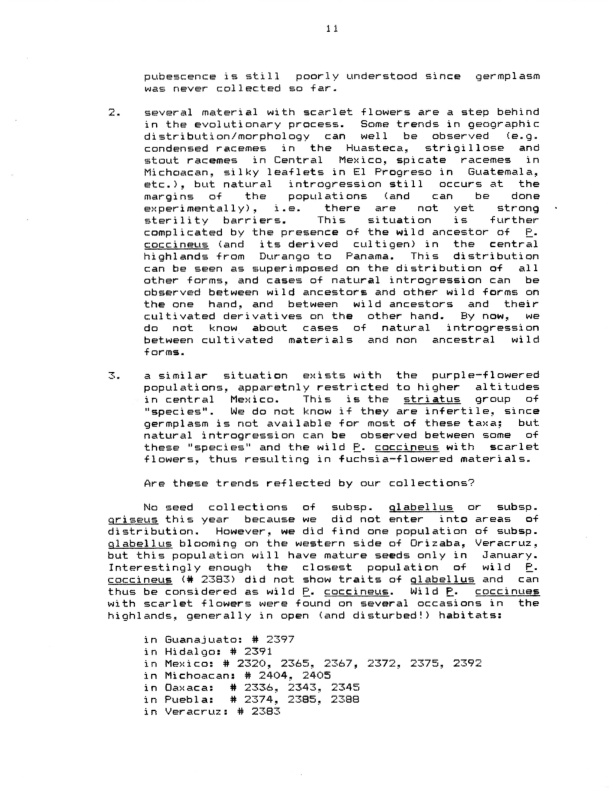 11
pubescence is still poorly understood since germplasm
was never collected so far.
2. several material with scarlet flowers are a step behind
in the evolutionary process. Some trends in geographic
distribution/morphology can well be observed (e.g.
condensed racemes in the Huasteca, strigillose and
stout racemes in Central Mexico, spicate racemes in
Michoacan, silky leaflets in El Progreso in Guatemala,
etc.), but natural introgression still occurs at the
margins of the populations (and can be done
experimentally), i.e. there are not yet strong
sterility barriers. This situation is further
complicated by the presence of the wild ancestor of P.
coccineus (and its derived cultigen) in the central
highlands from Durango to Panama. This distribution
can be seen as superimposed on the distribution of all
other forms, and cases of natural introgression can be
observed between wild ancestors and other wild forms on
the one hand, and between wild ancestors and their
cultivated derivatives on the other hand. By now, we
do not know about cases of natural introgression
between cultivated materials and non ancestral wild
forms.
3. a similar situation exists with the purple-flowered
populations, apparetnly restricted to higher altitudes
in central Mexico. This is the striatus group of
"species". We do not know if they are infertile, since
germplasm is not available for most of these taxa; but
natural introgression can be observed between some of
these "species" and the wild P. coccineus with scarlet
flowers, thus resulting in fuchsia-flowered materials.
Are these trends reflected by our collections?
No seed collections of subsp. glabellus or subsp.
griseus this year because we did not enter into areas of
distribution. However, we did find one population of subsp.
glabellus blooming on the western side of Orizaba, Veracruz,
but this population will have mature seeds only in January.
Interestingly enough the closest population of wild P.
coccineus (# 2383) did not show traits of glabellus and can
thus be considered as wild P. coccineus. Wild P. coccinues
with scarlet flowers were found on several occasions in the
highlands, generally in open (and disturbed!) habitats:
in Guanajuato: # 2397
in Hidalgo: # 2391
in Mexico: # 2320, 2365, 2367, 2372, 2375, 2392
in Michoacan: # 2404, 2405
in Oaxaca: # 2336, 2343, 2345
in Puebla: # 2374, 2385, 2388
in Veracruz: # 2383